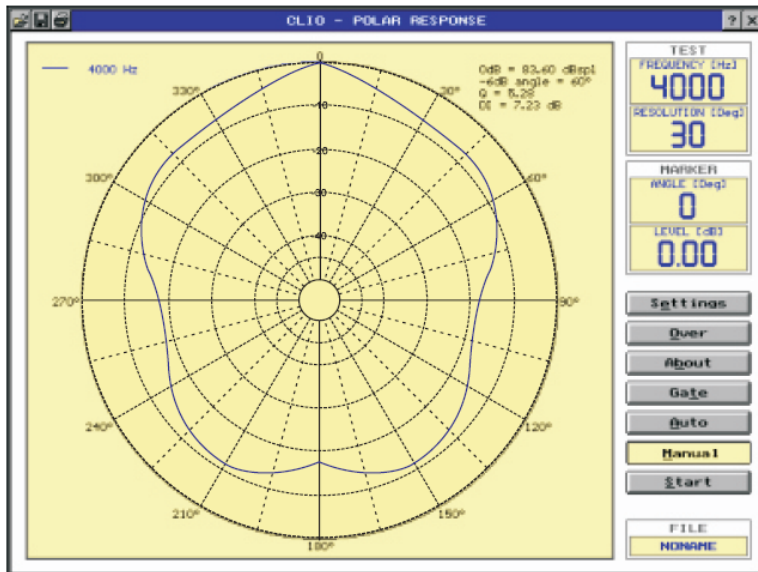 CLIO - POLAR RESPONSE
? X
4000 Hz
0dB = 83.60 dBspl
-6dB angle = 60°
Q = 5.28
DI = 7.23 dB
0
330°
30°
-10
-20
300°
60°
-30
-40
270°
90°
240°
120°
210°
150°
180°
TEST
FREQUENCY [Hz]
4000
RESOLUTION [Deg]
30
MARKER
ANGLE [Deg]
0
LEVEL [dB]
0.00
Settings
Over
About
Gate
Auto
Manual
Start
FILE
NONAME